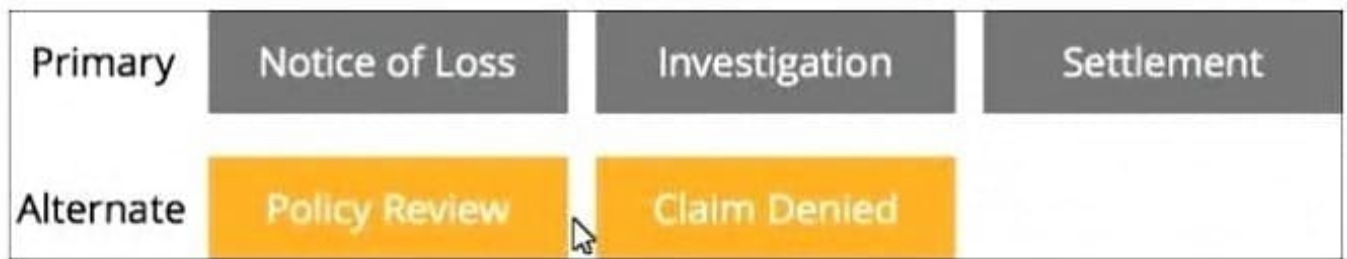 Primary Notice of Loss Investigation Settlement
Alternate Policy Review Claim Denied